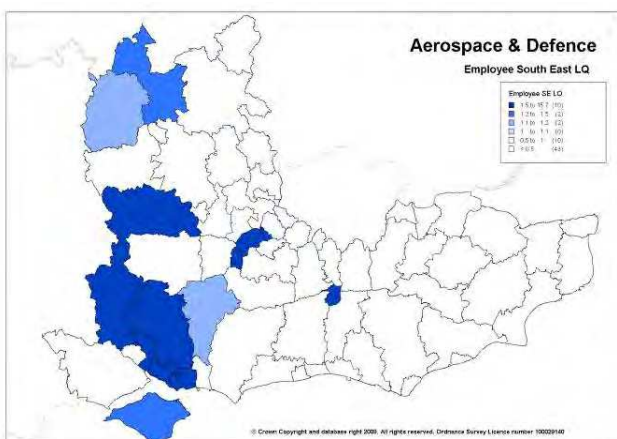 Aerospace & Defence
Employee South East LQ
Employee SE LQ
1.5 to 15.7 (10)
1.2 to 1.5 (2)
1.1 to 1.2 (2)
1 to 1.1 (0)
0.5 to 1 (10)
(43)
© Crown Copyright and database right 2009. All rights reserved. Ordnance Survey Licence number 100029140